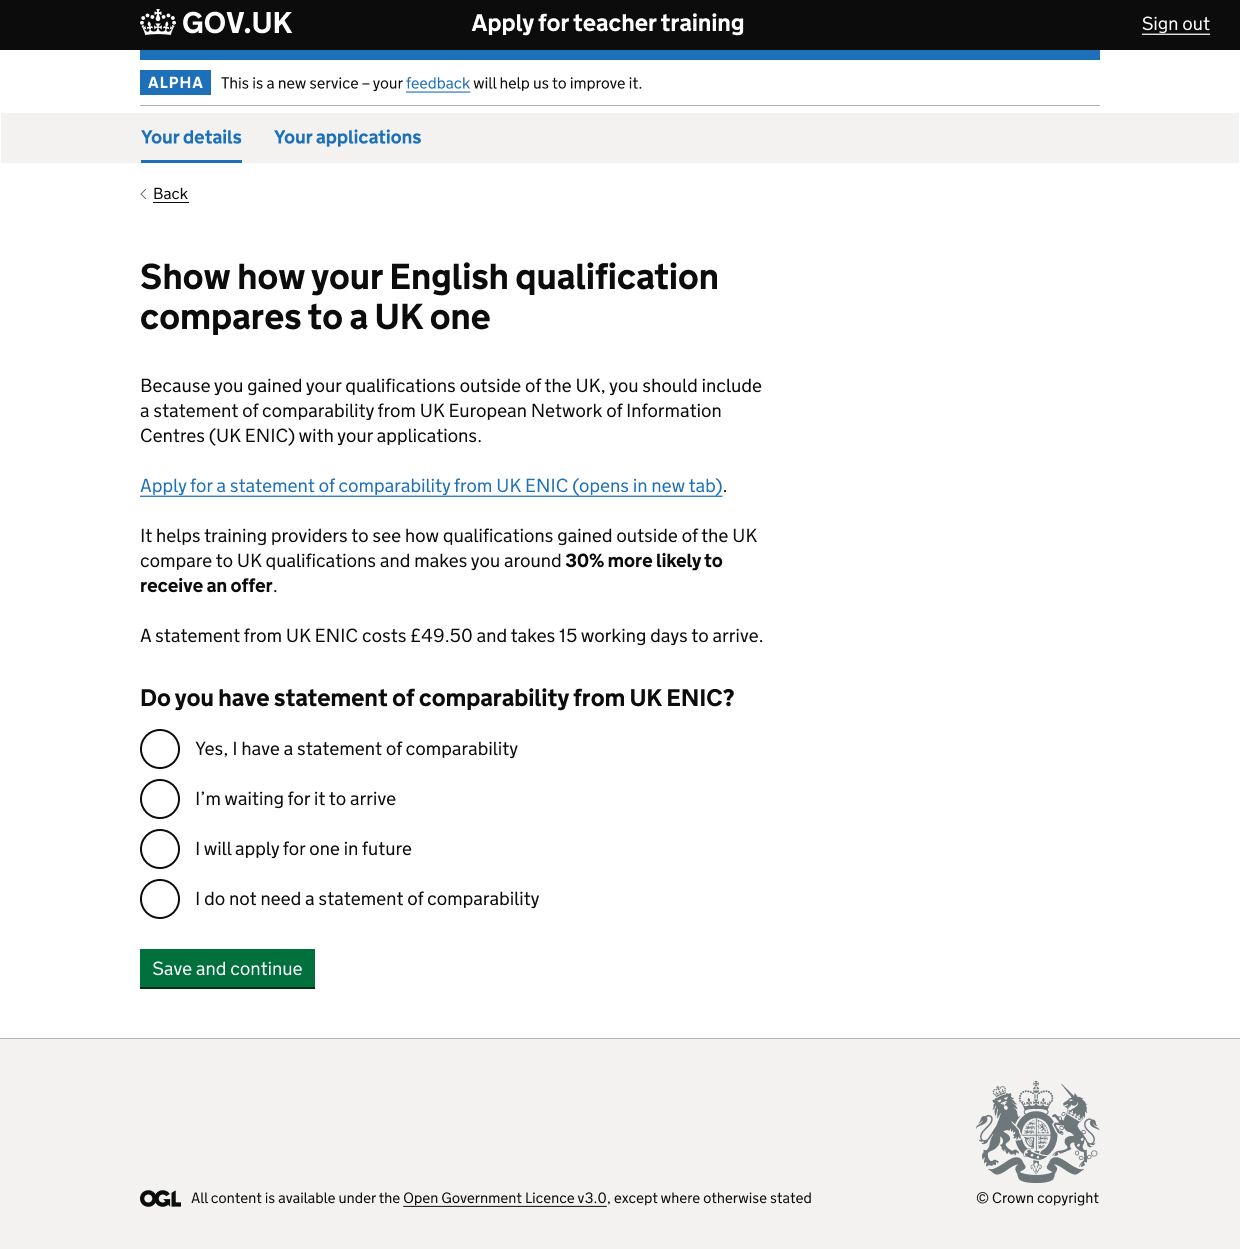 GOV.UK
Apply for teacher training
Sign out
ALPHA
This is a new service – your feedback will help us to improve it.
Your details
Your applications
Back
Show how your English qualification
compares to a UK one
Because you gained your qualifications outside of the UK, you should include
a statement of comparability from UK European Network of Information
Centres (UK ENIC) with your applications.
Apply for a statement of comparability from UK ENIC (opens in new tab).
It helps training providers to see how qualifications gained outside of the UK
compare to UK qualifications and makes you around 30% more likely to
receive an offer.
A statement from UK ENIC costs £49.50 and takes 15 working days to arrive.
Do you have statement of comparability from UK ENIC?
Yes, I have a statement of comparability
I’m waiting for it to arrive
I will apply for one in future
I do not need a statement of comparability
Save and continue
OGL
All content is available under the Open Government Licence v3.0, except where otherwise stated
© Crown copyright